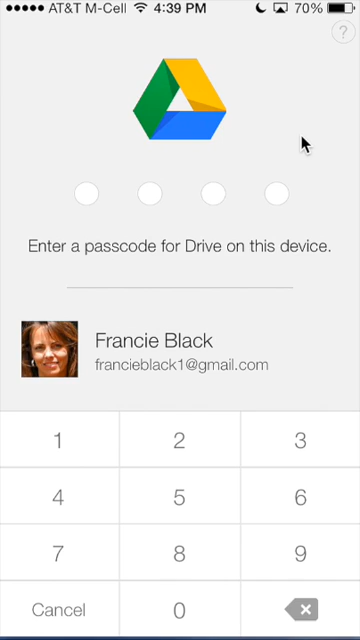 AT&T M-Cell 4:39 PM 70%
?
Enter a passcode for Drive on this device.
Francie Black
francieblack1@gmail.com
1 2 3
4 5 6
7 8 9
Cancel 0